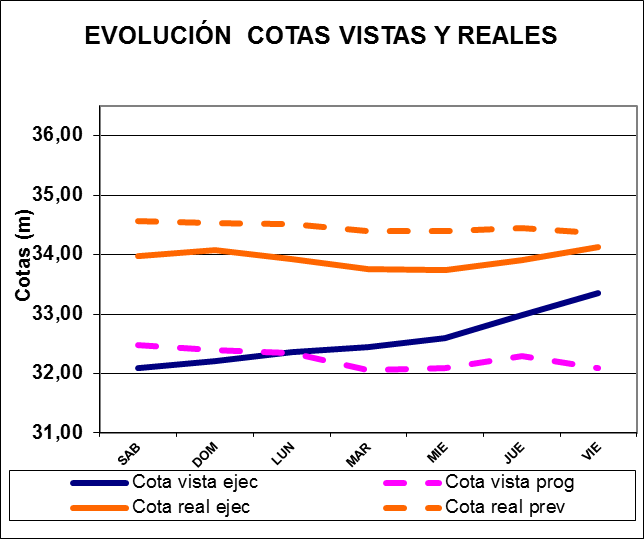 EVOLUCIÓN  COTAS VISTAS Y REALES
36,00
35,00
34,00
33,00
32,00
31,00
Cotas (m)
SAB DOM LUN MAR MIE JUE VIE
Cota vista ejec Cota vista prog
Cota real ejec Cota real prev